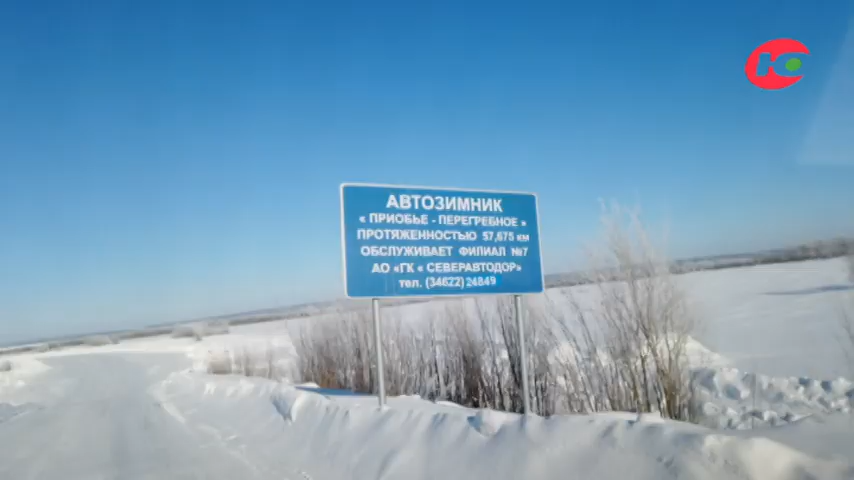 Ю
АВТОЗИМНИК
« ПРИОБЬЕ - ПЕРЕГРЕБНОЕ »
ПРОТЯЖЕННОСТЬЮ 57,675 км
ОБСЛУЖИВАЕТ ФИЛИАЛ №7
АО «ГК « СЕВЕРАВТОДОР»
тел. (34622) 24849